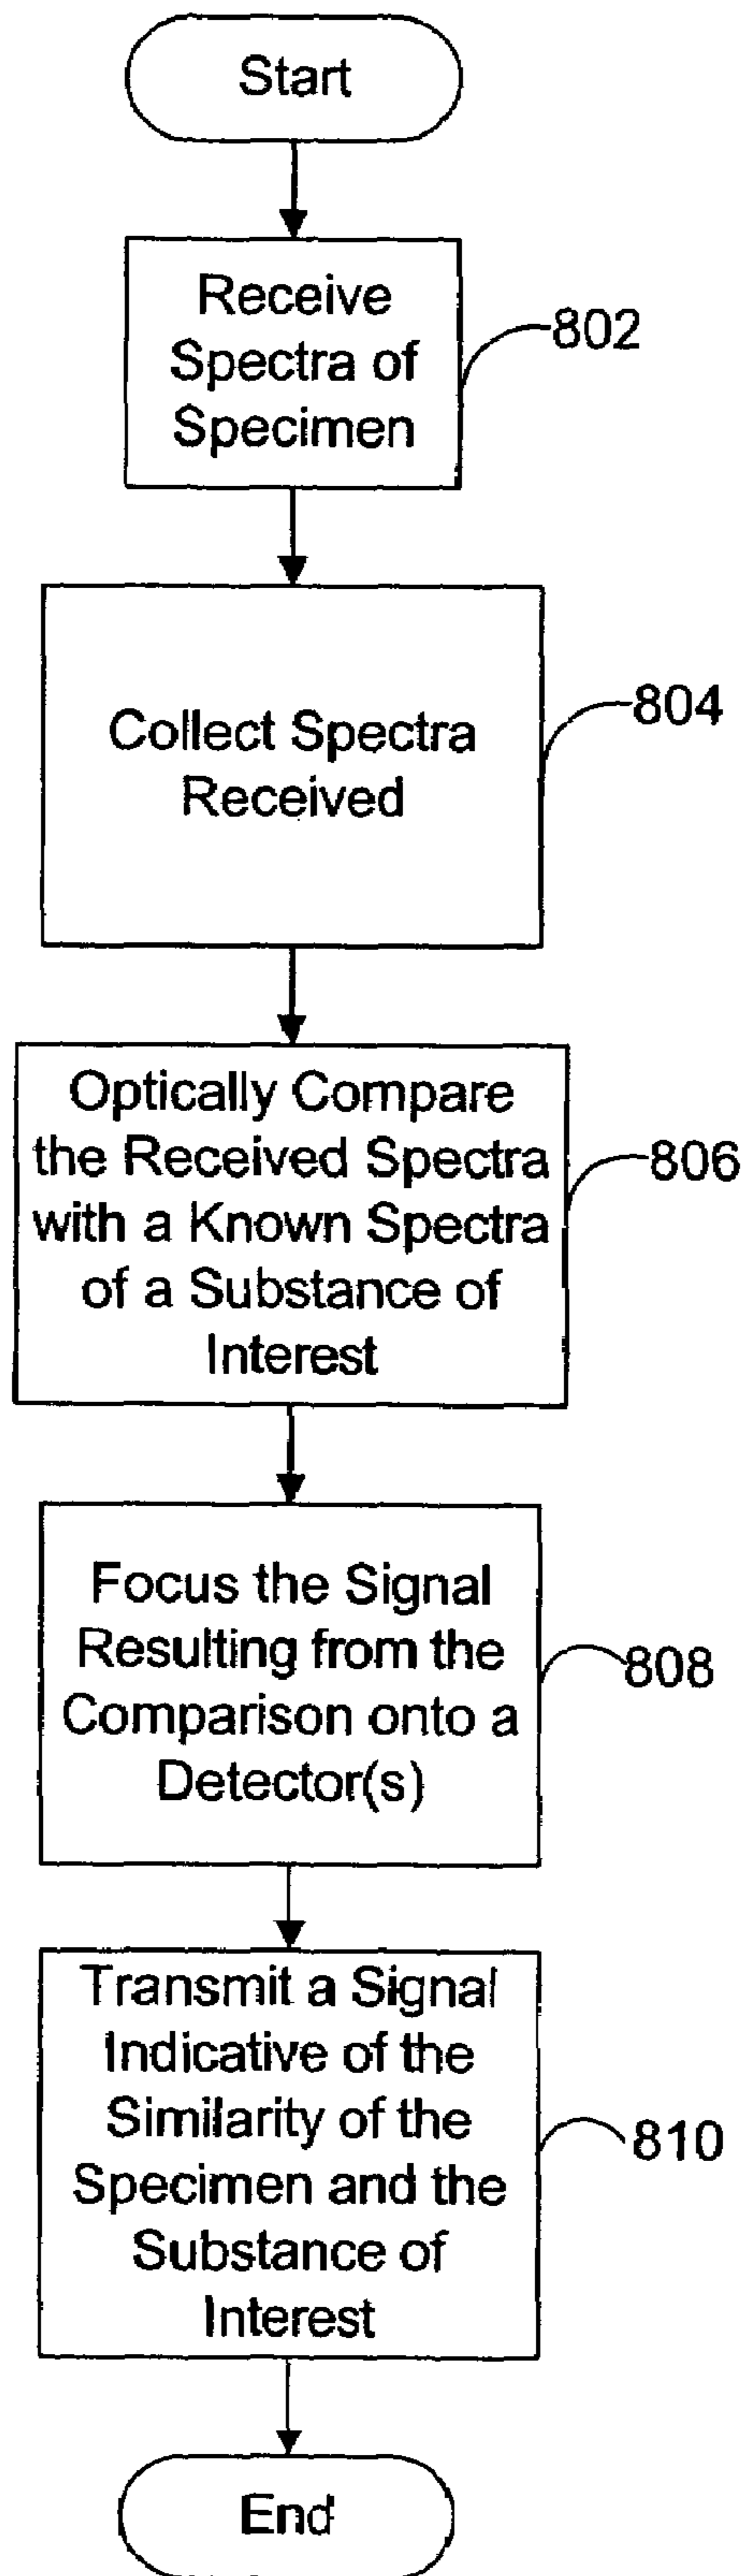 Start
Receive
Spectra of
Specimen
802
Collect Spectra
Received
804
Optically Compare
the Received Spectra
with a Known Spectra
of a Substance of
Interest
806
Focus the Signal
Resulting from the
Comparison onto a
Detector(s)
808
Transmit a Signal
Indicative of the
Similarity of the
Specimen and the
Substance of
Interest
810
End